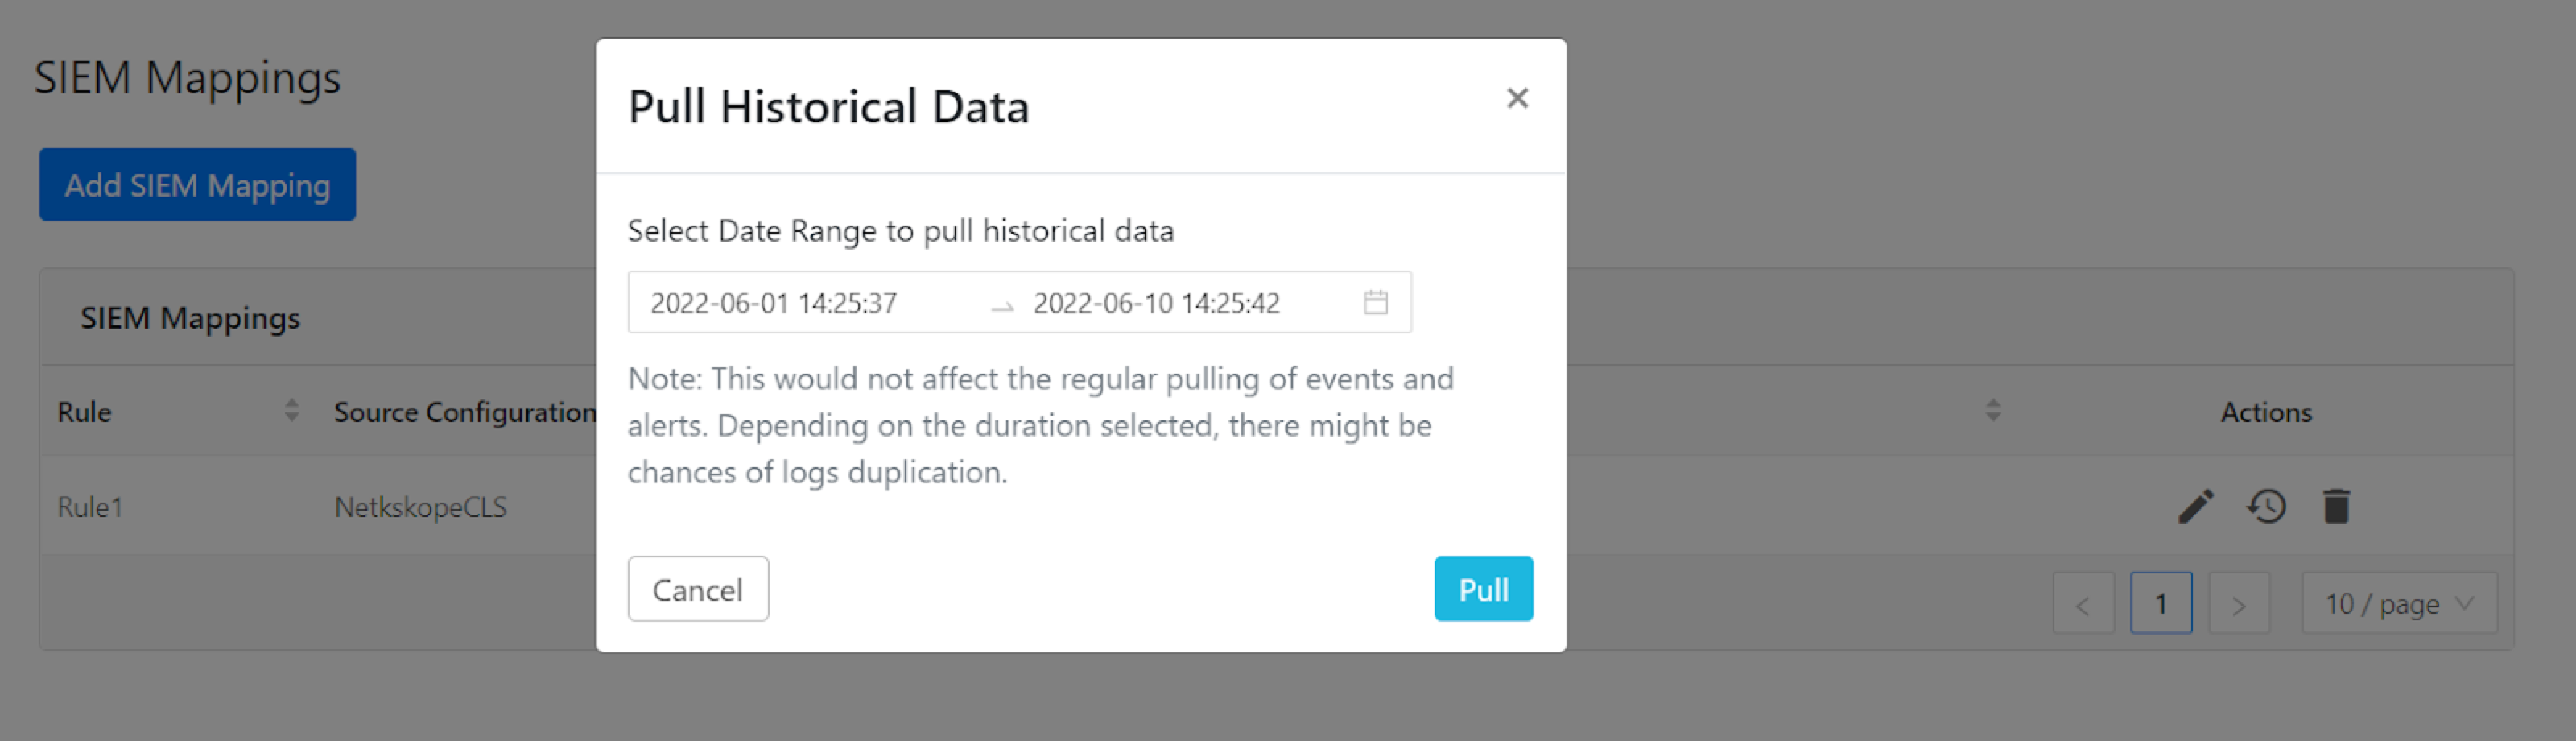 SIEM Mappings
Add SIEM Mapping
Pull Historical Data
Select Date Range to pull historical data
2022-06-01 14:25:37 2022-06-10 14:25:42
Note: This would not affect the regular pulling of events and
alerts. Depending on the duration selected, there might be
chances of logs duplication.
Cancel Pull
SIEM Mappings
Rule Source Configuration Actions
Rule1 NetkskopeCLS
< 1 > 10 / page